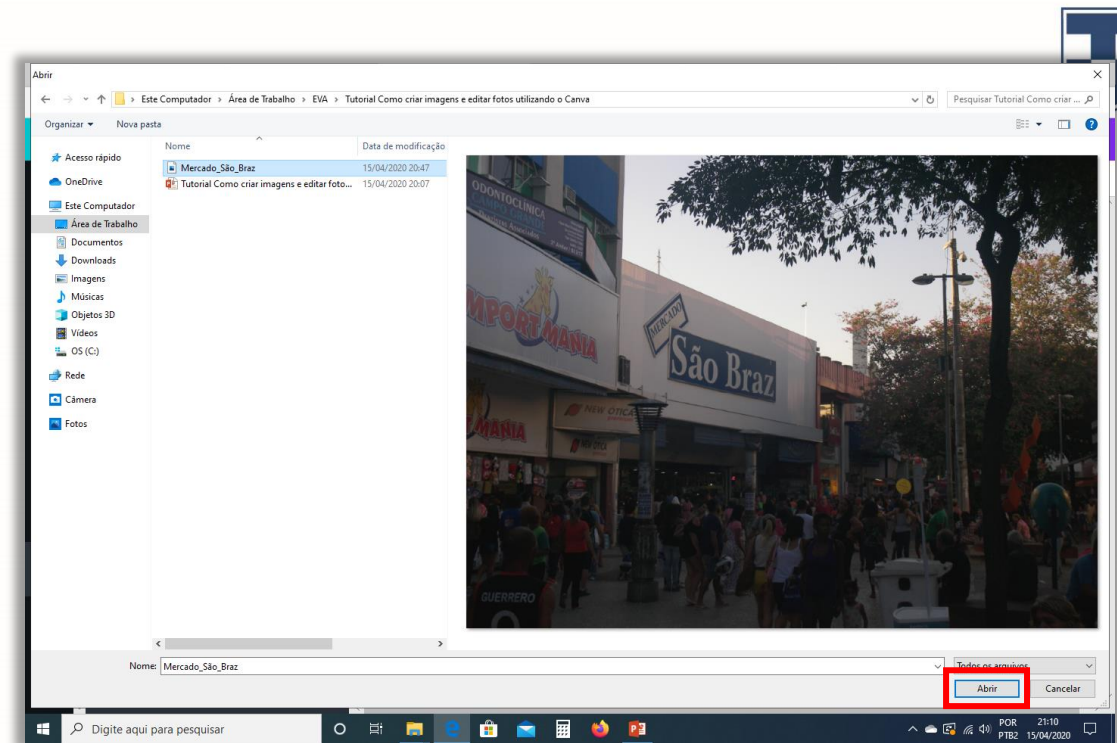 Abrir
Este Computador > Área de Trabalho > EVA > Tutorial Como criar imagens e editar fotos utilizando o Canva
Pesquisar Tutorial Como criar ...
Organizar
Nova pasta
Nome
Data de modificação
Acesso rápido
OneDrive
Este Computador
Área de Trabalho
Documentos
Downloads
Imagens
Músicas
Objetos 3D
Vídeos
OS (C:)
Rede
Câmera
Fotos
Mercado_São_Braz 15/04/2020 20:47
Tutorial Como criar imagens e editar foto... 15/04/2020 20:07
ODONTOCLINICA
IMPORT MANIA
MERCADO
São Braz
NEW OTICA
MANIA
GUERRERO
Nome: Mercado_São_Braz
Todos os arquivos
Abrir
Cancelar
Digite aqui para pesquisar
POR 21:10
PTB2 15/04/2020